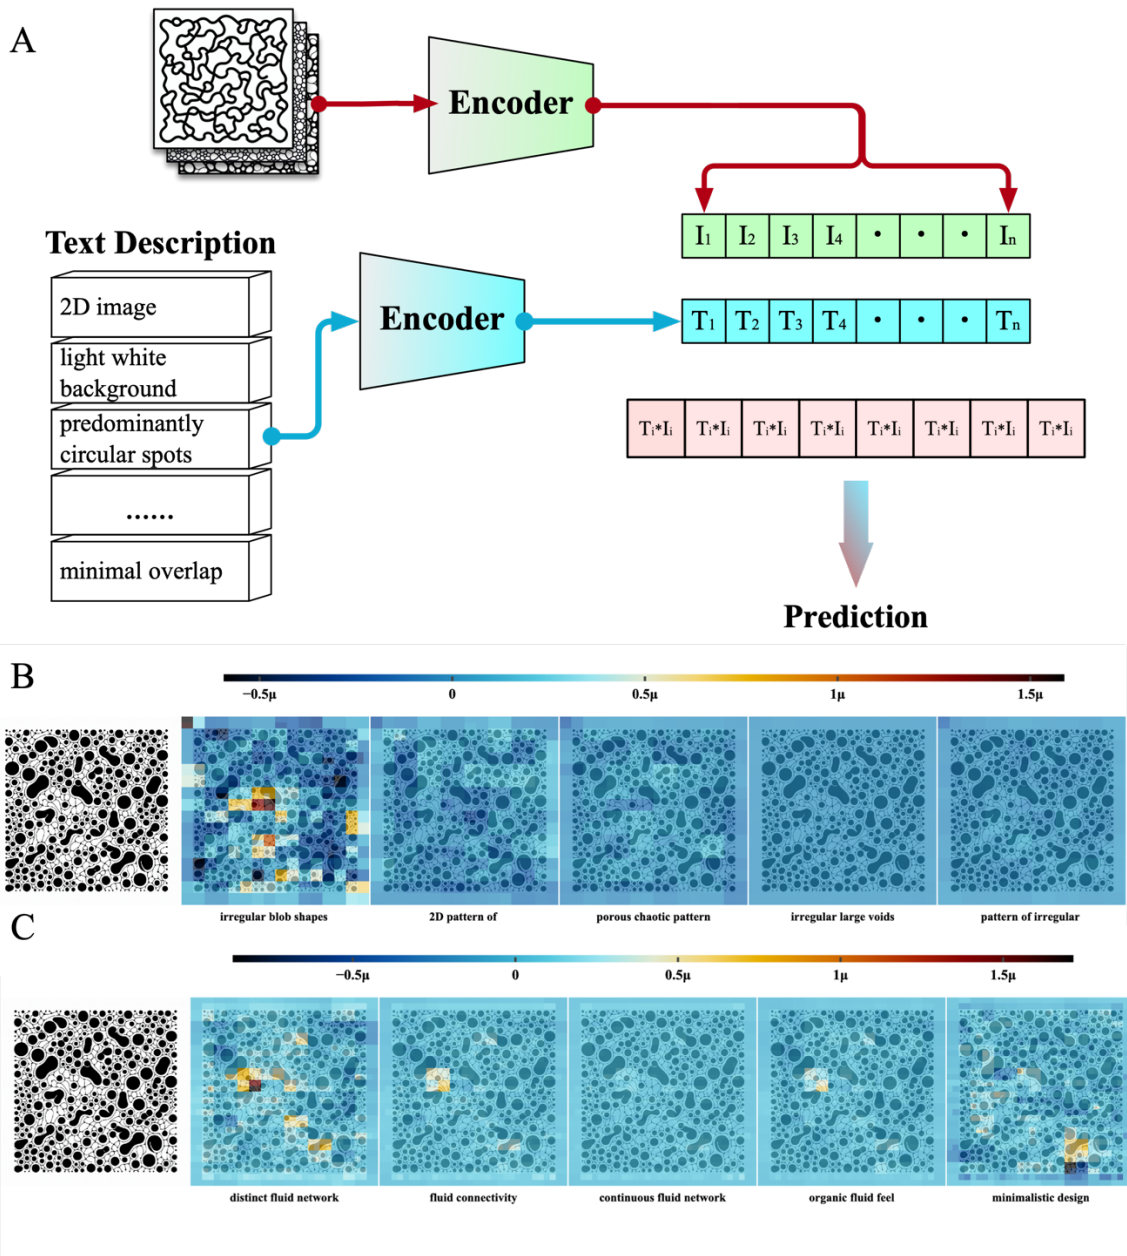 A
Encoder
I1 I2 I3 I4 • • • In
Text Description
2D image
light white
background
predominantly
circular spots
......
minimal overlap
Encoder
T1 T2 T3 T4 • • • Tn
Ti*Ii Ti*Ii Ti*Ii Ti*Ii Ti*Ii Ti*Ii Ti*Ii Ti*Ii
Prediction
B
−0.5μ 0 0.5μ 1μ 1.5μ
irregular blob shapes 2D pattern of porous chaotic pattern irregular large voids pattern of irregular
C
−0.5μ 0 0.5μ 1μ 1.5μ
distinct fluid network fluid connectivity continuous fluid network organic fluid feel minimalistic design